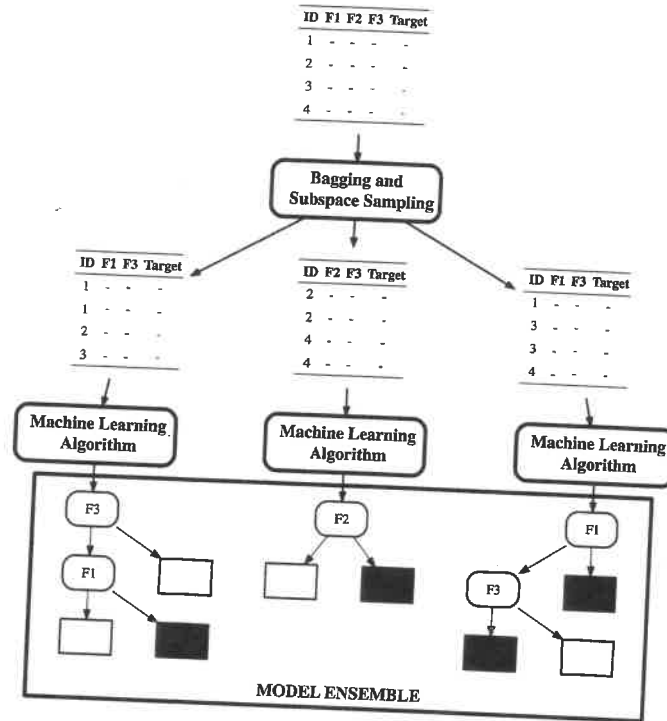 ID F1 F2 F3 Target
1 - - - -
2 - - - -
3 - - - -
4 - - - -
Bagging and
Subspace Sampling
ID F1 F3 Target
1 - - -
1 - - -
2 - - -
3 - - -
ID F2 F3 Target
2 - - -
2 - - -
4 - - -
4 - - -
ID F1 F3 Target
1 - - -
3 - - -
3 - - -
4 - - -
Machine Learning
Algorithm
Machine Learning
Algorithm
Machine Learning
Algorithm
F3
F1
F2
F1
F3
MODEL ENSEMBLE